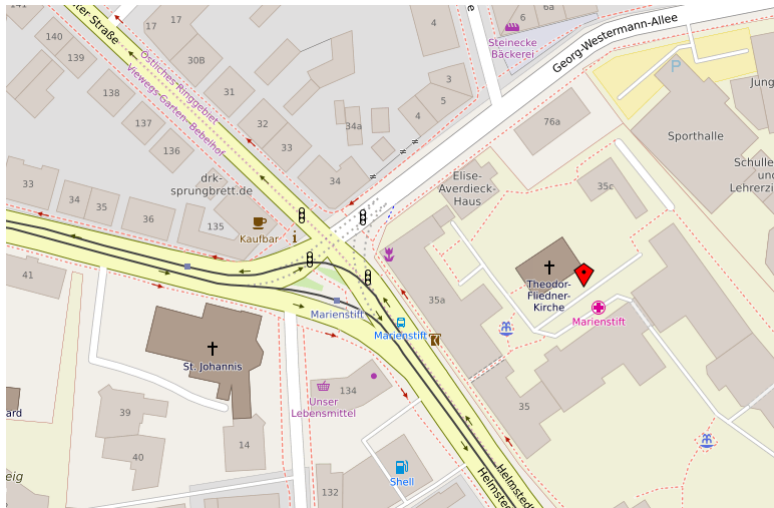 ter Straße
Östliches Ringgebiet
Viewegs Garten- Bebelhof
140
139
138
137
136
17
17
30B
31
32
33
34a
34
4
3
5
4
e
6
6a
Steinecke
Bäckerei
Georg-Westermann-Allee
P
Jung
76a
Sporthalle
Schulle
und
Lehrerzi
35c
Elise-
Averdieck-
Haus
drk-
sprungbrett.de
33
34
35
36
135
Kaufbar
i
41
Theodor-
Fliedner-
Kirche
Marienstift
35a
Marienstift
Marienstift
St. Johannis
Unser
Lebensmittel
134
39
40
14
ard
eig
35
132
Shell
Helmsted
Helmsted